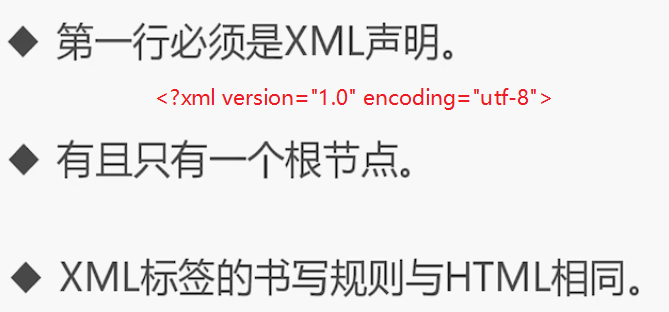 ◆ 第一行必须是XML声明。
<?xml version="1.0" encoding="utf-8">
◆ 有且只有一个根节点。
◆ XML标签的书写规则与HTML相同。